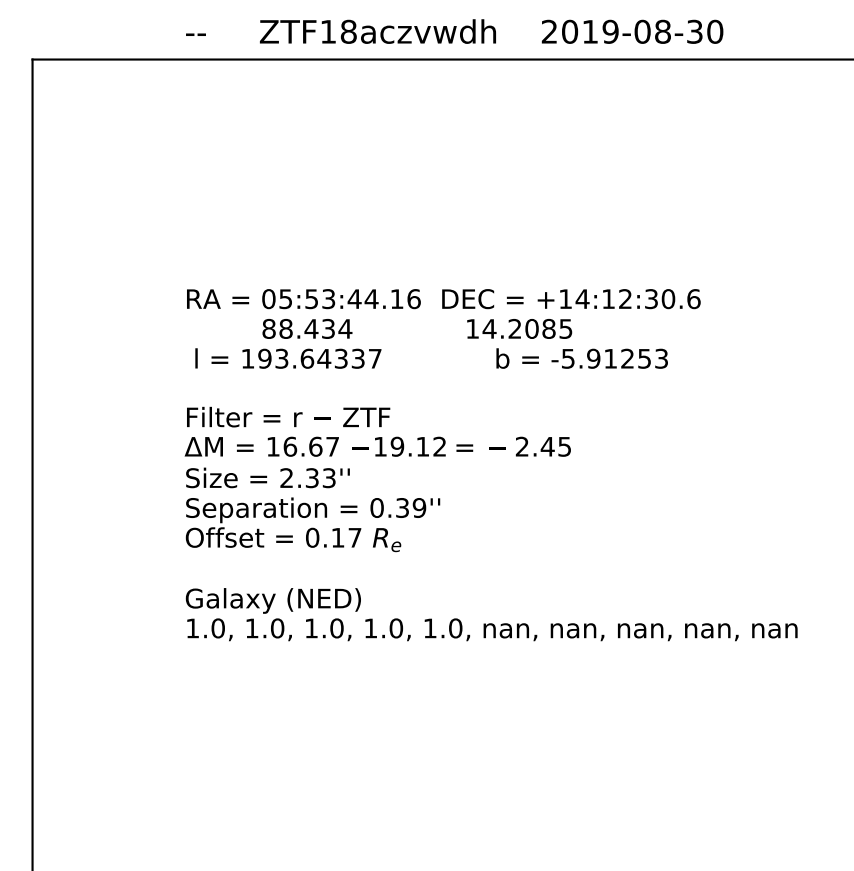 -- ZTF18aczvwdh 2019-08-30
RA = 05:53:44.16 DEC = +14:12:30.6
88.434 14.2085
l = 193.64337 b = -5.91253
Filter = r − ZTF
ΔM = 16.67 −19.12 = − 2.45
Size = 2.33''
Separation = 0.39''
Offset = 0.17 Rₑ
Galaxy (NED)
1.0, 1.0, 1.0, 1.0, 1.0, nan, nan, nan, nan, nan